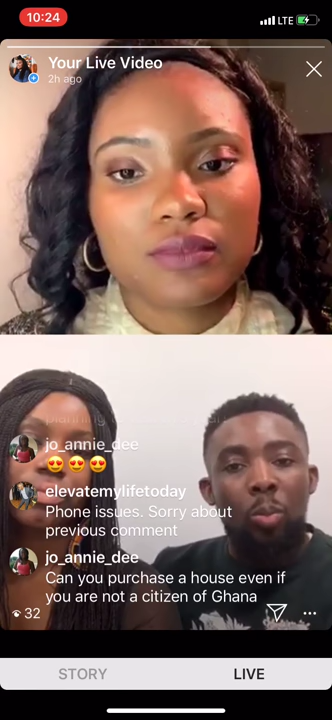 10:24
LTE
Your Live Video
2h ago
jo_annie_dee
😍😍😍
elevatemylifetoday
Phone issues. Sorry about
previous comment
jo_annie_dee
Can you purchase a house even if
you are not a citizen of Ghana
32
STORY
LIVE